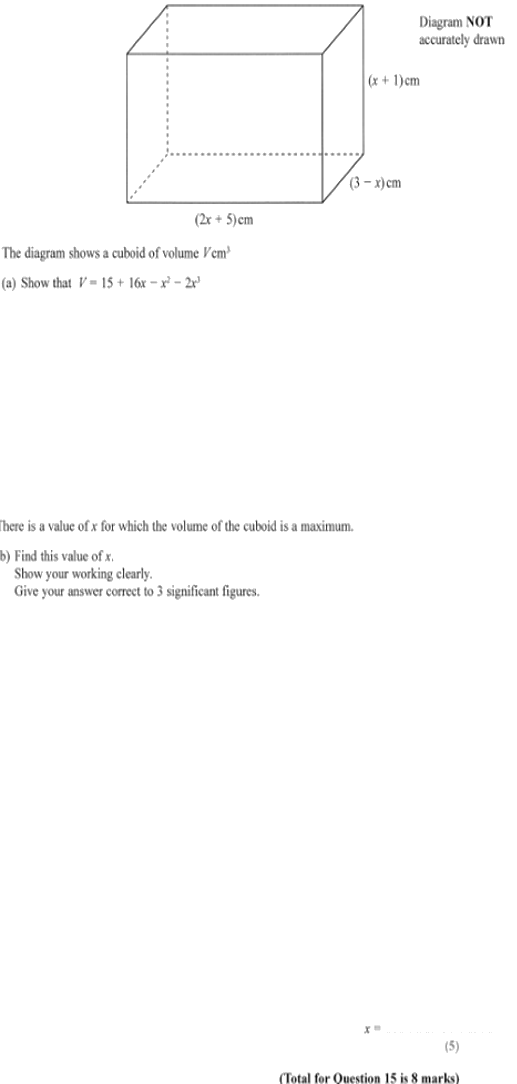 Diagram NOT
accurately drawn
(x + 1) cm
(3 − x) cm
(2x + 5) cm
The diagram shows a cuboid of volume V cm³
(a) Show that V = 15 + 16x − x² − 2x³
There is a value of x for which the volume of the cuboid is a maximum.
b) Find this value of x.
Show your working clearly.
Give your answer correct to 3 significant figures.
x =
(5)
(Total for Question 15 is 8 marks)